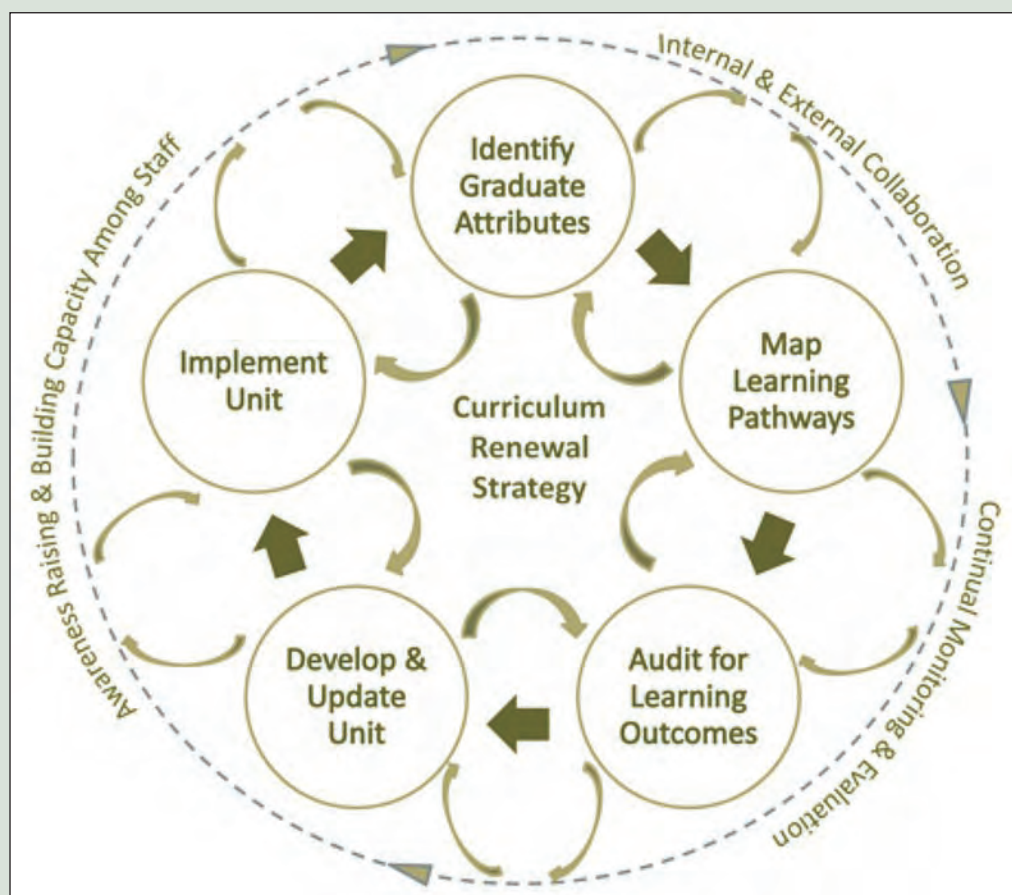 Internal & External Collaboration
Identify
Graduate
Attributes
Awareness Raising & Building Capacity Among Staff
Implement
Unit
Map
Learning
Pathways
Curriculum
Renewal
Strategy
Continual Monitoring & Evaluation
Develop &
Update
Unit
Audit for
Learning
Outcomes